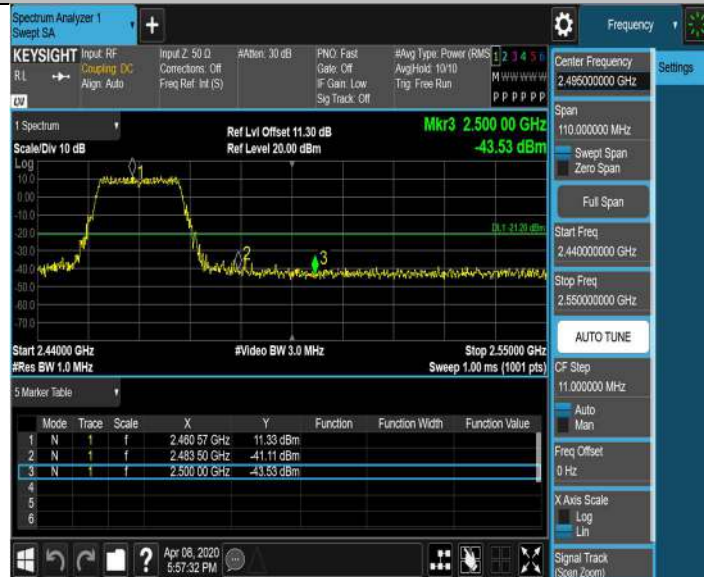 Spectrum Analyzer 1
Swept SA
Frequency
KEYSIGHT
RL
Input: RF
Coupling: DC
Align: Auto
Input Z: 50 Ω
Corrections: Off
Freq Ref: Int (S)
#Atten: 30 dB
PNO: Fast
Gate: Off
IF Gain: Low
Sig Track: Off
#Avg Type: Power (RMS
Avg|Hold: 10/10
Trig: Free Run
1 2 3 4 5 6
M W W W W W
P P P P P P
1 Spectrum
Scale/Div 10 dB
Ref Lvl Offset 11.30 dB
Ref Level 20.00 dBm
Mkr3 2.500 00 GHz
-43.53 dBm
Log
10.0
0.00
-10.0
-20.0
-30.0
-40.0
-50.0
-60.0
-70.0
1
2
3
DL1 -21.20 dBm
Start 2.44000 GHz
#Res BW 1.0 MHz
#Video BW 3.0 MHz
Stop 2.55000 GHz
Sweep 1.00 ms (1001 pts)
5 Marker Table
Mode Trace Scale X Y Function Function Width Function Value
1 N 1 f 2.460 57 GHz 11.33 dBm
2 N 1 f 2.483 50 GHz -41.11 dBm
3 N 1 f 2.500 00 GHz -43.53 dBm
4
5
6
Apr 08, 2020
5:57:32 PM
Center Frequency
2.495000000 GHz
Settings
Span
110.000000 MHz
Swept Span
Zero Span
Full Span
Start Freq
2.440000000 GHz
Stop Freq
2.550000000 GHz
AUTO TUNE
CF Step
11.000000 MHz
Auto
Man
Freq Offset
0 Hz
X Axis Scale
Log
Lin
Signal Track
(Span Zoom)